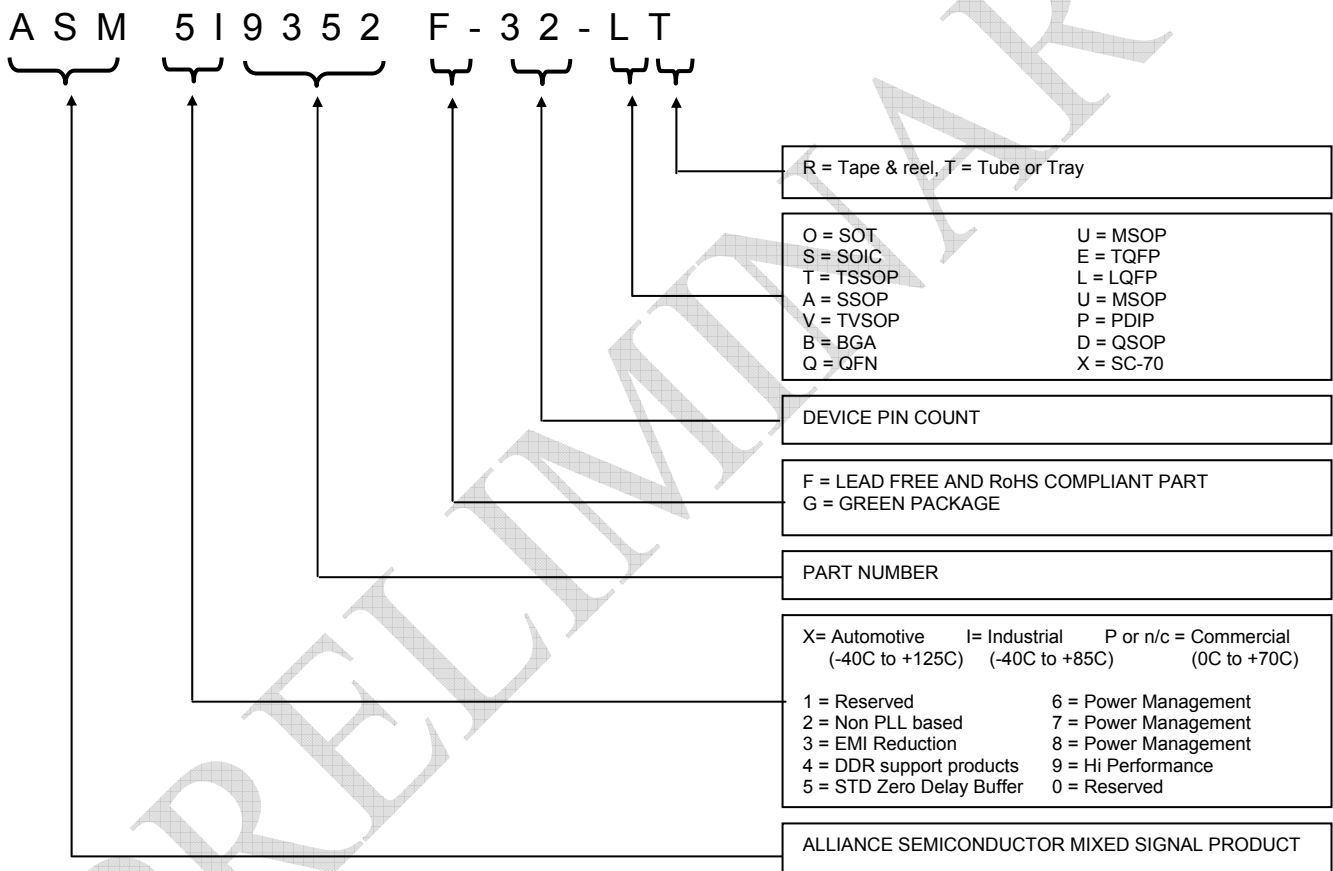 A S M 5 I 9 3 5 2 F - 3 2 - L T
R = Tape & reel, T = Tube or Tray
O = SOT U = MSOP
S = SOIC E = TQFP
T = TSSOP L = LQFP
A = SSOP U = MSOP
V = TVSOP P = PDIP
B = BGA D = QSOP
Q = QFN X = SC-70
DEVICE PIN COUNT
F = LEAD FREE AND RoHS COMPLIANT PART
G = GREEN PACKAGE
PART NUMBER
X= Automotive I= Industrial P or n/c = Commercial
(-40C to +125C) (-40C to +85C) (0C to +70C)
1 = Reserved 6 = Power Management
2 = Non PLL based 7 = Power Management
3 = EMI Reduction 8 = Power Management
4 = DDR support products 9 = Hi Performance
5 = STD Zero Delay Buffer 0 = Reserved
ALLIANCE SEMICONDUCTOR MIXED SIGNAL PRODUCT
PRELIMINAR